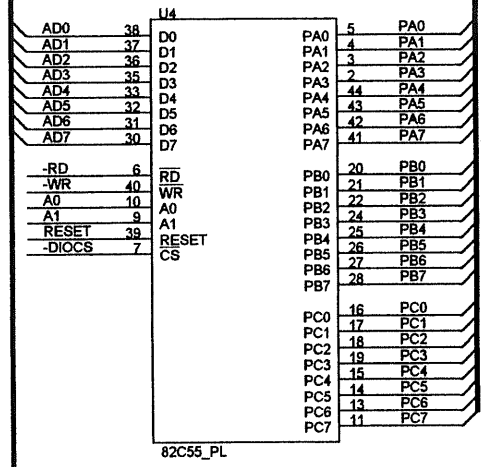 U4
AD0 38 D0 PA0 5 PA0
AD1 37 D1 PA1 4 PA1
AD2 36 D2 PA2 3 PA2
AD3 35 D3 PA3 2 PA3
AD4 33 D4 PA4 44 PA4
AD5 32 D5 PA5 43 PA5
AD6 31 D6 PA6 42 PA6
AD7 30 D7 PA7 41 PA7
-RD 6 RD PB0 20 PB0
-WR 40 WR PB1 21 PB1
A0 10 A0 PB2 22 PB2
A1 9 A1 PB3 24 PB3
RESET 39 RESET PB4 25 PB4
-DIOCS 7 CS PB5 26 PB5
PB6 27 PB6
PB7 28 PB7
PC0 16 PC0
PC1 17 PC1
PC2 18 PC2
PC3 19 PC3
PC4 15 PC4
PC5 14 PC5
PC6 13 PC6
PC7 11 PC7
82C55_PL